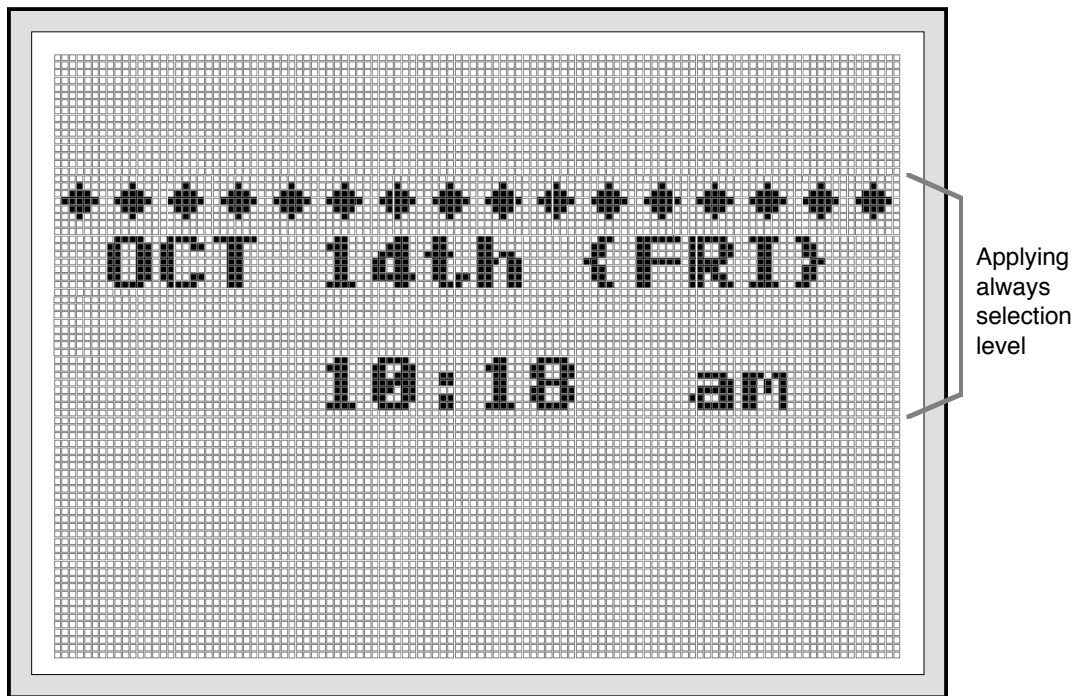 OCT 14th {FRI}
10:18 am
Applying
always
selection
level